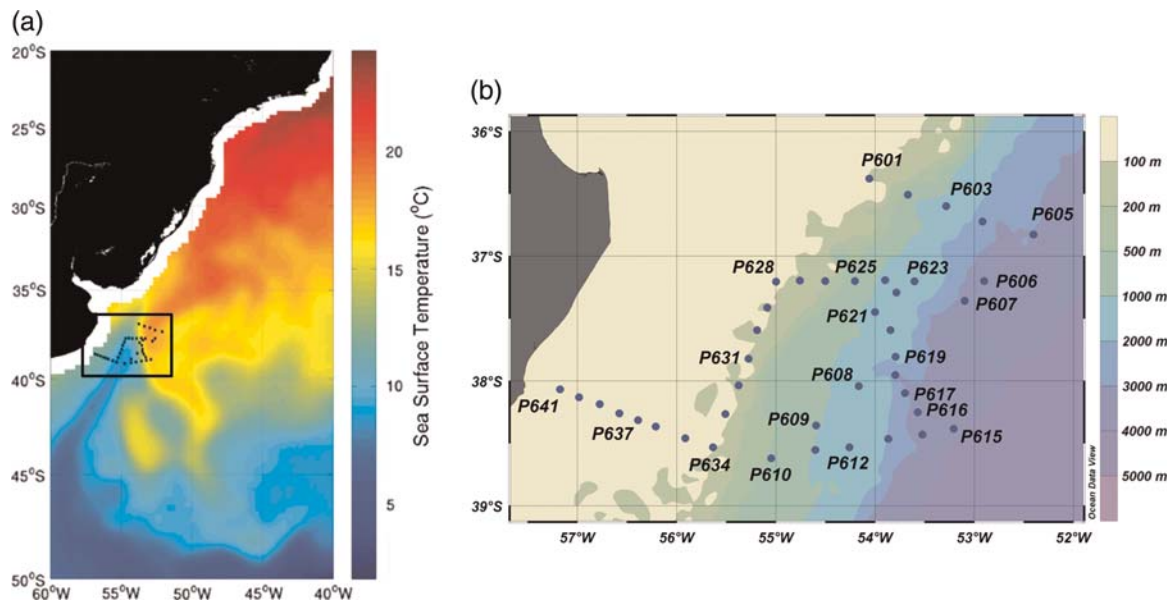 (a)
20°S
25°S
30°S
35°S
40°S
45°S
50°S
60°W 55°W 50°W 45°W 40°W
20
15
10
5
Sea Surface Temperature (°C)
(b)
36°S
37°S
38°S
39°S
57°W 56°W 55°W 54°W 53°W 52°W
P601
P603
P605
P628 P625 P623 P606
P607
P621
P631 P619
P608
P641 P617
P616
P637 P609 P615
P634 P612
P610
Ocean Data View
100 m
200 m
500 m
1000 m
2000 m
3000 m
4000 m
5000 m